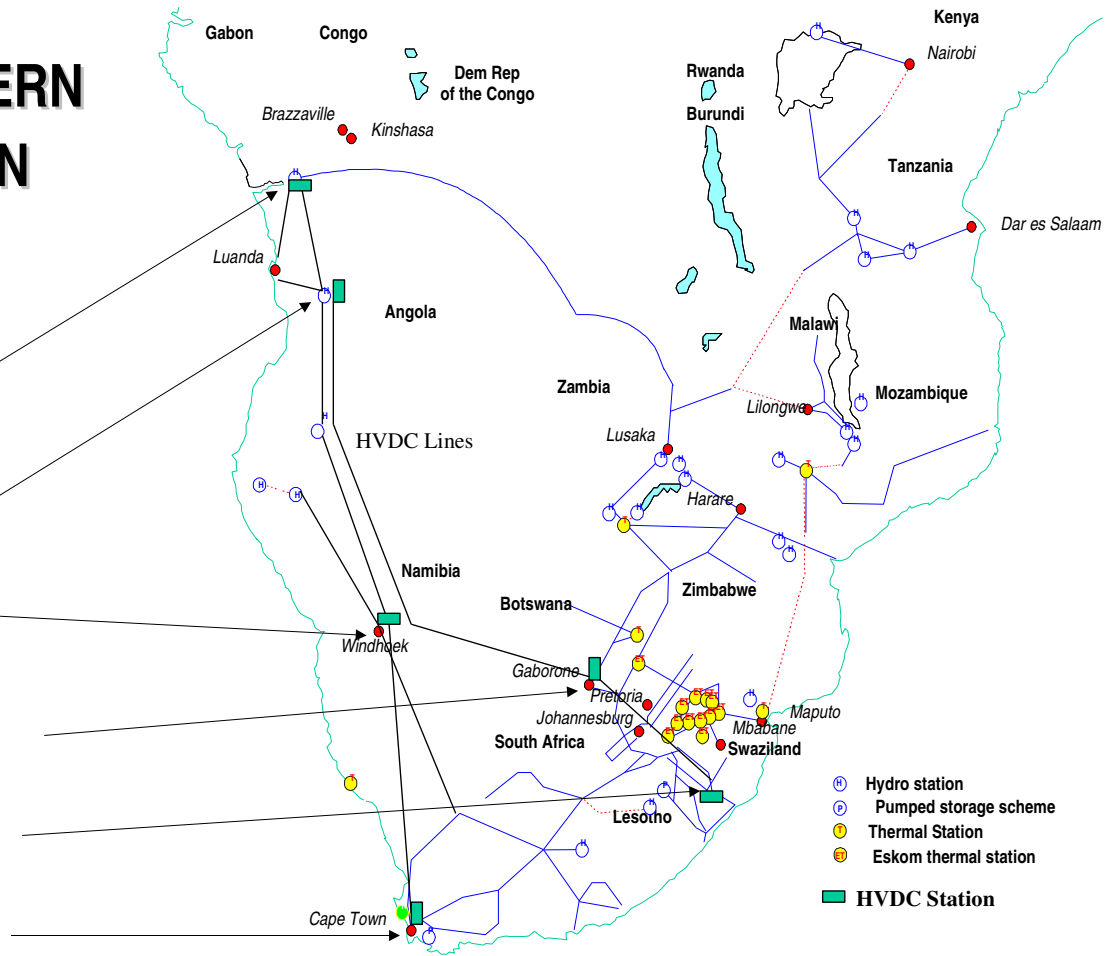 ERN
N
Gabon
Congo
Kenya
Nairobi
Dem Rep
of the Congo
Rwanda
Burundi
Brazzaville
Kinshasa
Tanzania
Dar es Salaam
Luanda
Angola
Malawi
Zambia
Mozambique
Lilongwe
Lusaka
HVDC Lines
Harare
Namibia
Zimbabwe
Botswana
Windhoek
Gaborone
Pretoria
Johannesburg
Maputo
Mbabane
South Africa
Swaziland
Lesotho
Cape Town
H Hydro station
P Pumped storage scheme
T Thermal Station
ET Eskom thermal station
HVDC Station